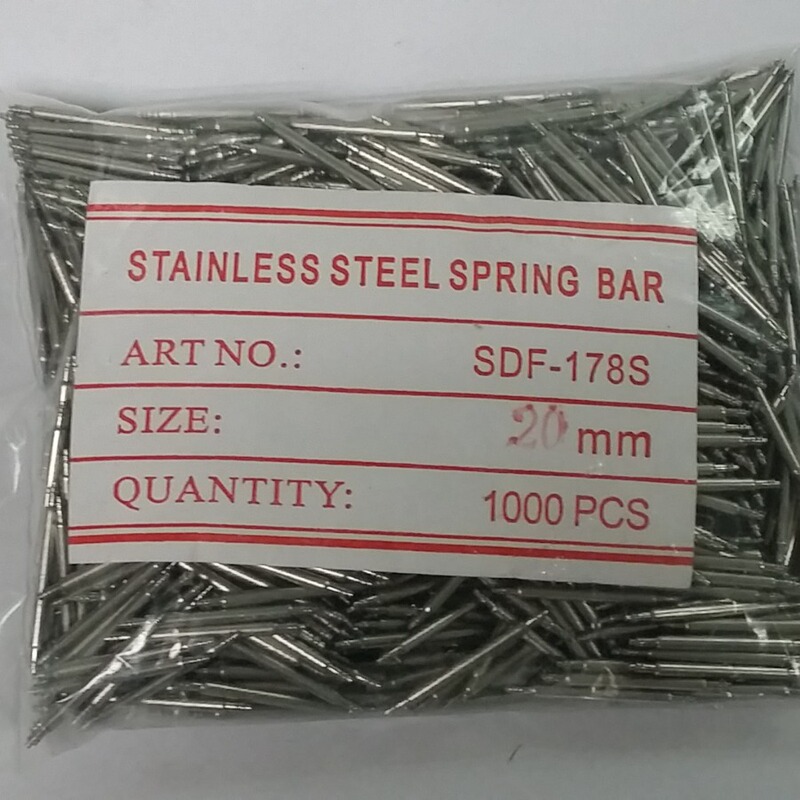 STAINLESS STEEL SPRING BAR
ART NO.: SDF-178S
SIZE: 20 mm
QUANTITY: 1000 PCS